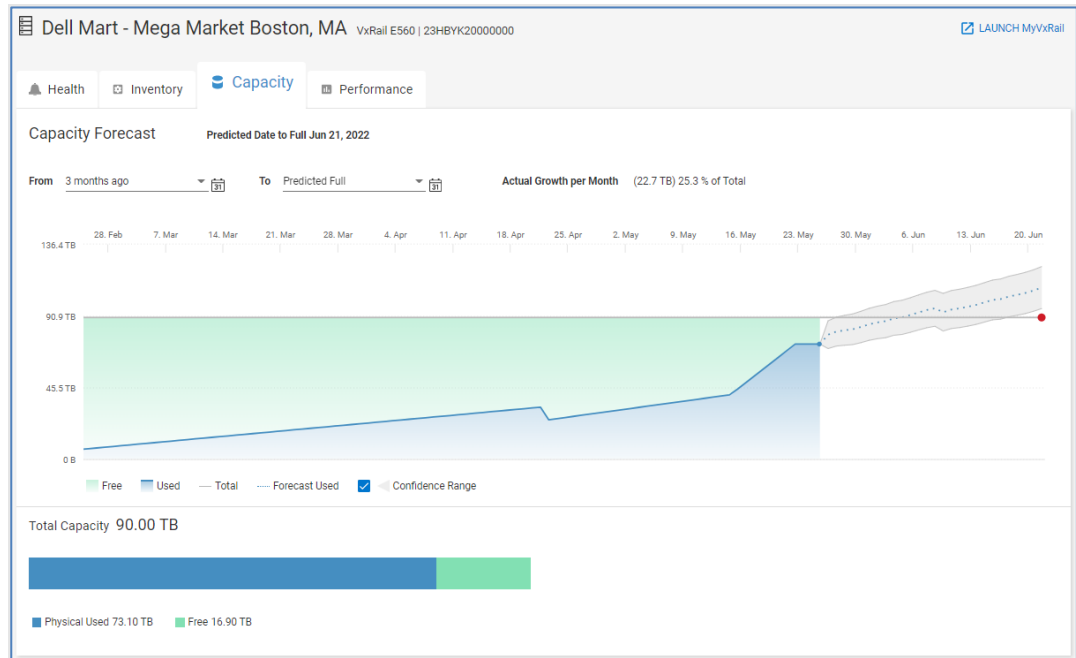 Dell Mart - Mega Market Boston, MA VxRail E560 | 23HBYK20000000
LAUNCH MyVxRail
Health Inventory Capacity Performance
Capacity Forecast Predicted Date to Full Jun 21, 2022
From 3 months ago 31 To Predicted Full 31 Actual Growth per Month (22.7 TB) 25.3 % of Total
28. Feb 7. Mar 14. Mar 21. Mar 28. Mar 4. Apr 11. Apr 18. Apr 25. Apr 2. May 9. May 16. May 23. May 30. May 6. Jun 13. Jun 20. Jun
136.4 TB
90.9 TB
45.5 TB
0 B
Free Used Total Forecast Used Confidence Range
Total Capacity 90.00 TB
Physical Used 73.10 TB Free 16.90 TB